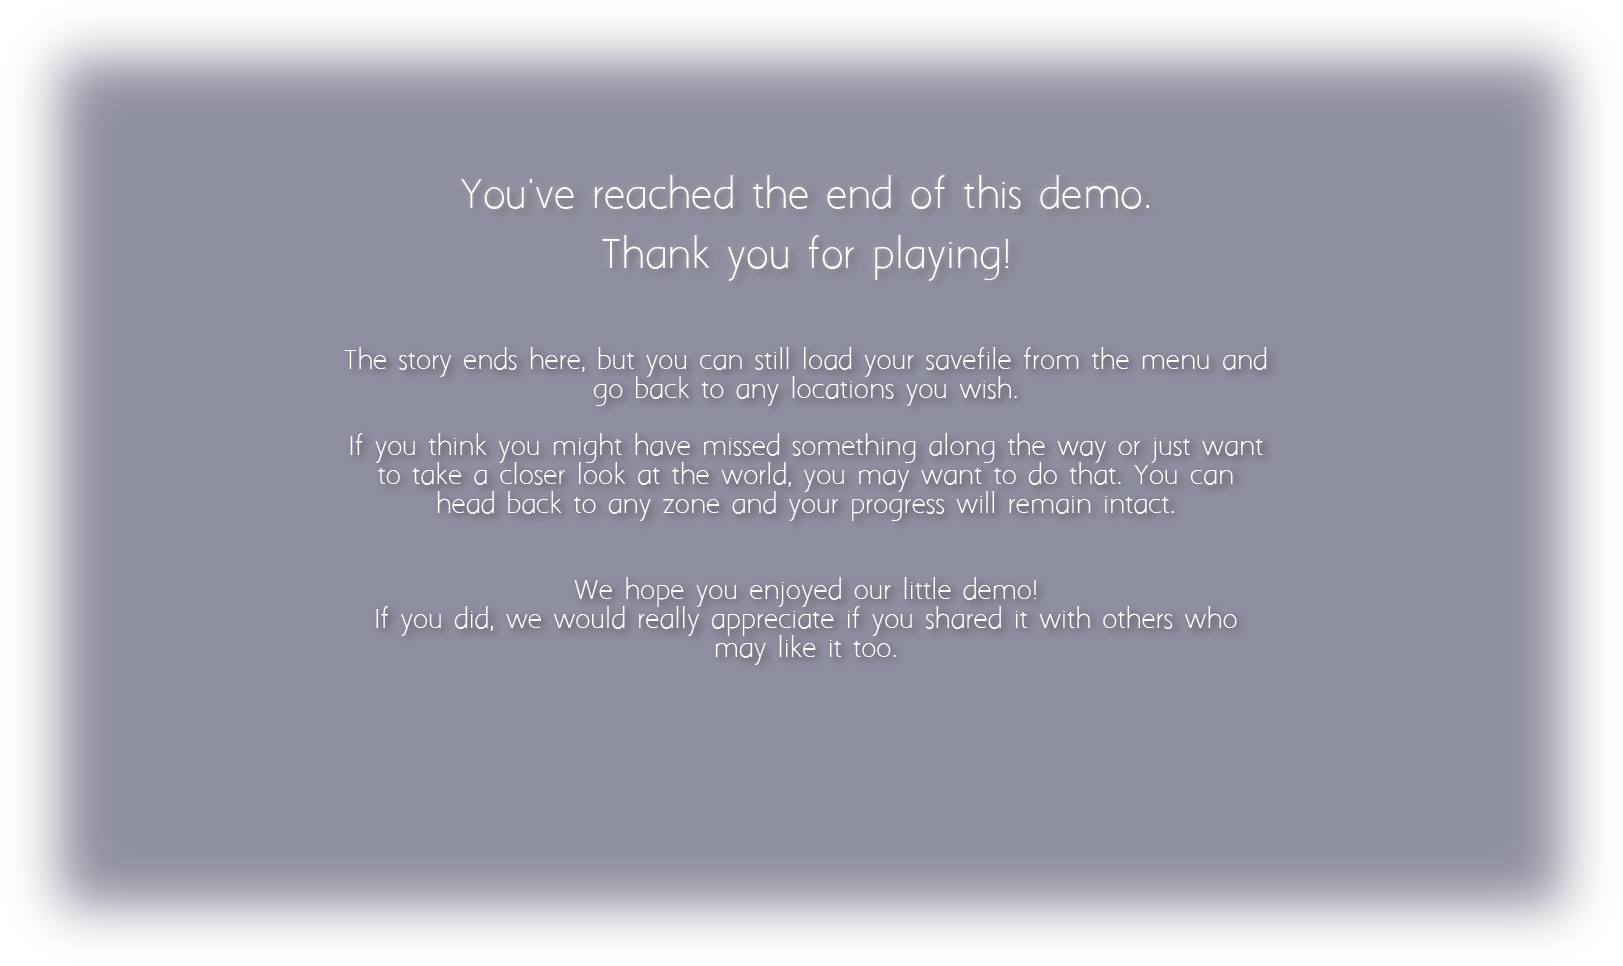 You've reached the end of this demo.
Thank you for playing!
The story ends here, but you can still load your savefile from the menu and
go back to any locations you wish.
If you think you might have missed something along the way or just want
to take a closer look at the world, you may want to do that. You can
head back to any zone and your progress will remain intact.
We hope you enjoyed our little demo!
If you did, we would really appreciate if you shared it with others who
may like it too.